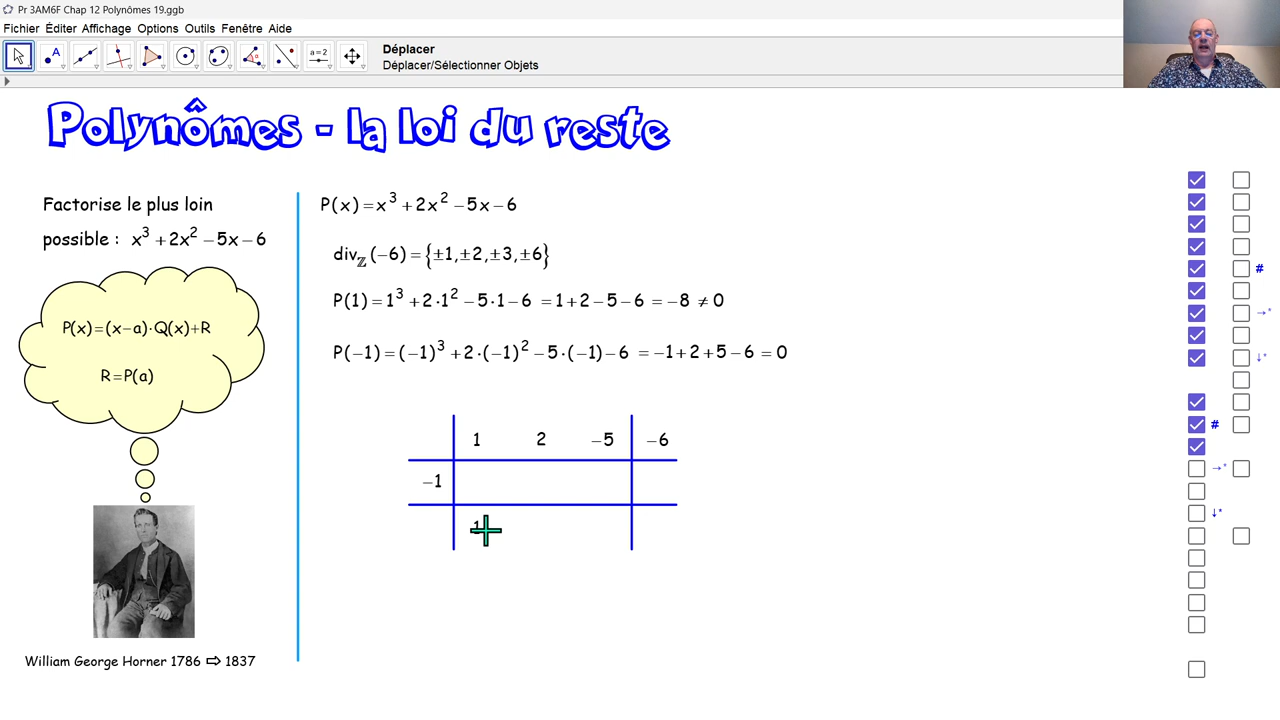 Pr 3AM6F Chap 12 Polynômes 19.ggb
Fichier Éditer Affichage Options Outils Fenêtre Aide
A
a=2
Déplacer
Déplacer/Sélectionner Objets
Polynômes - la loi du reste
Factorise le plus loin
possible : x³ + 2x² − 5x − 6
P(x)=(x−a)·Q(x)+R
R=P(a)
William George Horner 1786 ⇨ 1837
P(x) = x³ + 2x² − 5x − 6
div_ℤ (−6) = {±1, ±2, ±3, ±6}
P(1) = 1³ + 2·1² − 5·1 − 6 = 1 + 2 − 5 − 6 = −8 ≠ 0
P(−1) = (−1)³ + 2·(−1)² − 5·(−1) − 6 = −1 + 2 + 5 − 6 = 0
1 2 −5 −6
−1
1
#
→*
↓*
#
→*
↓*